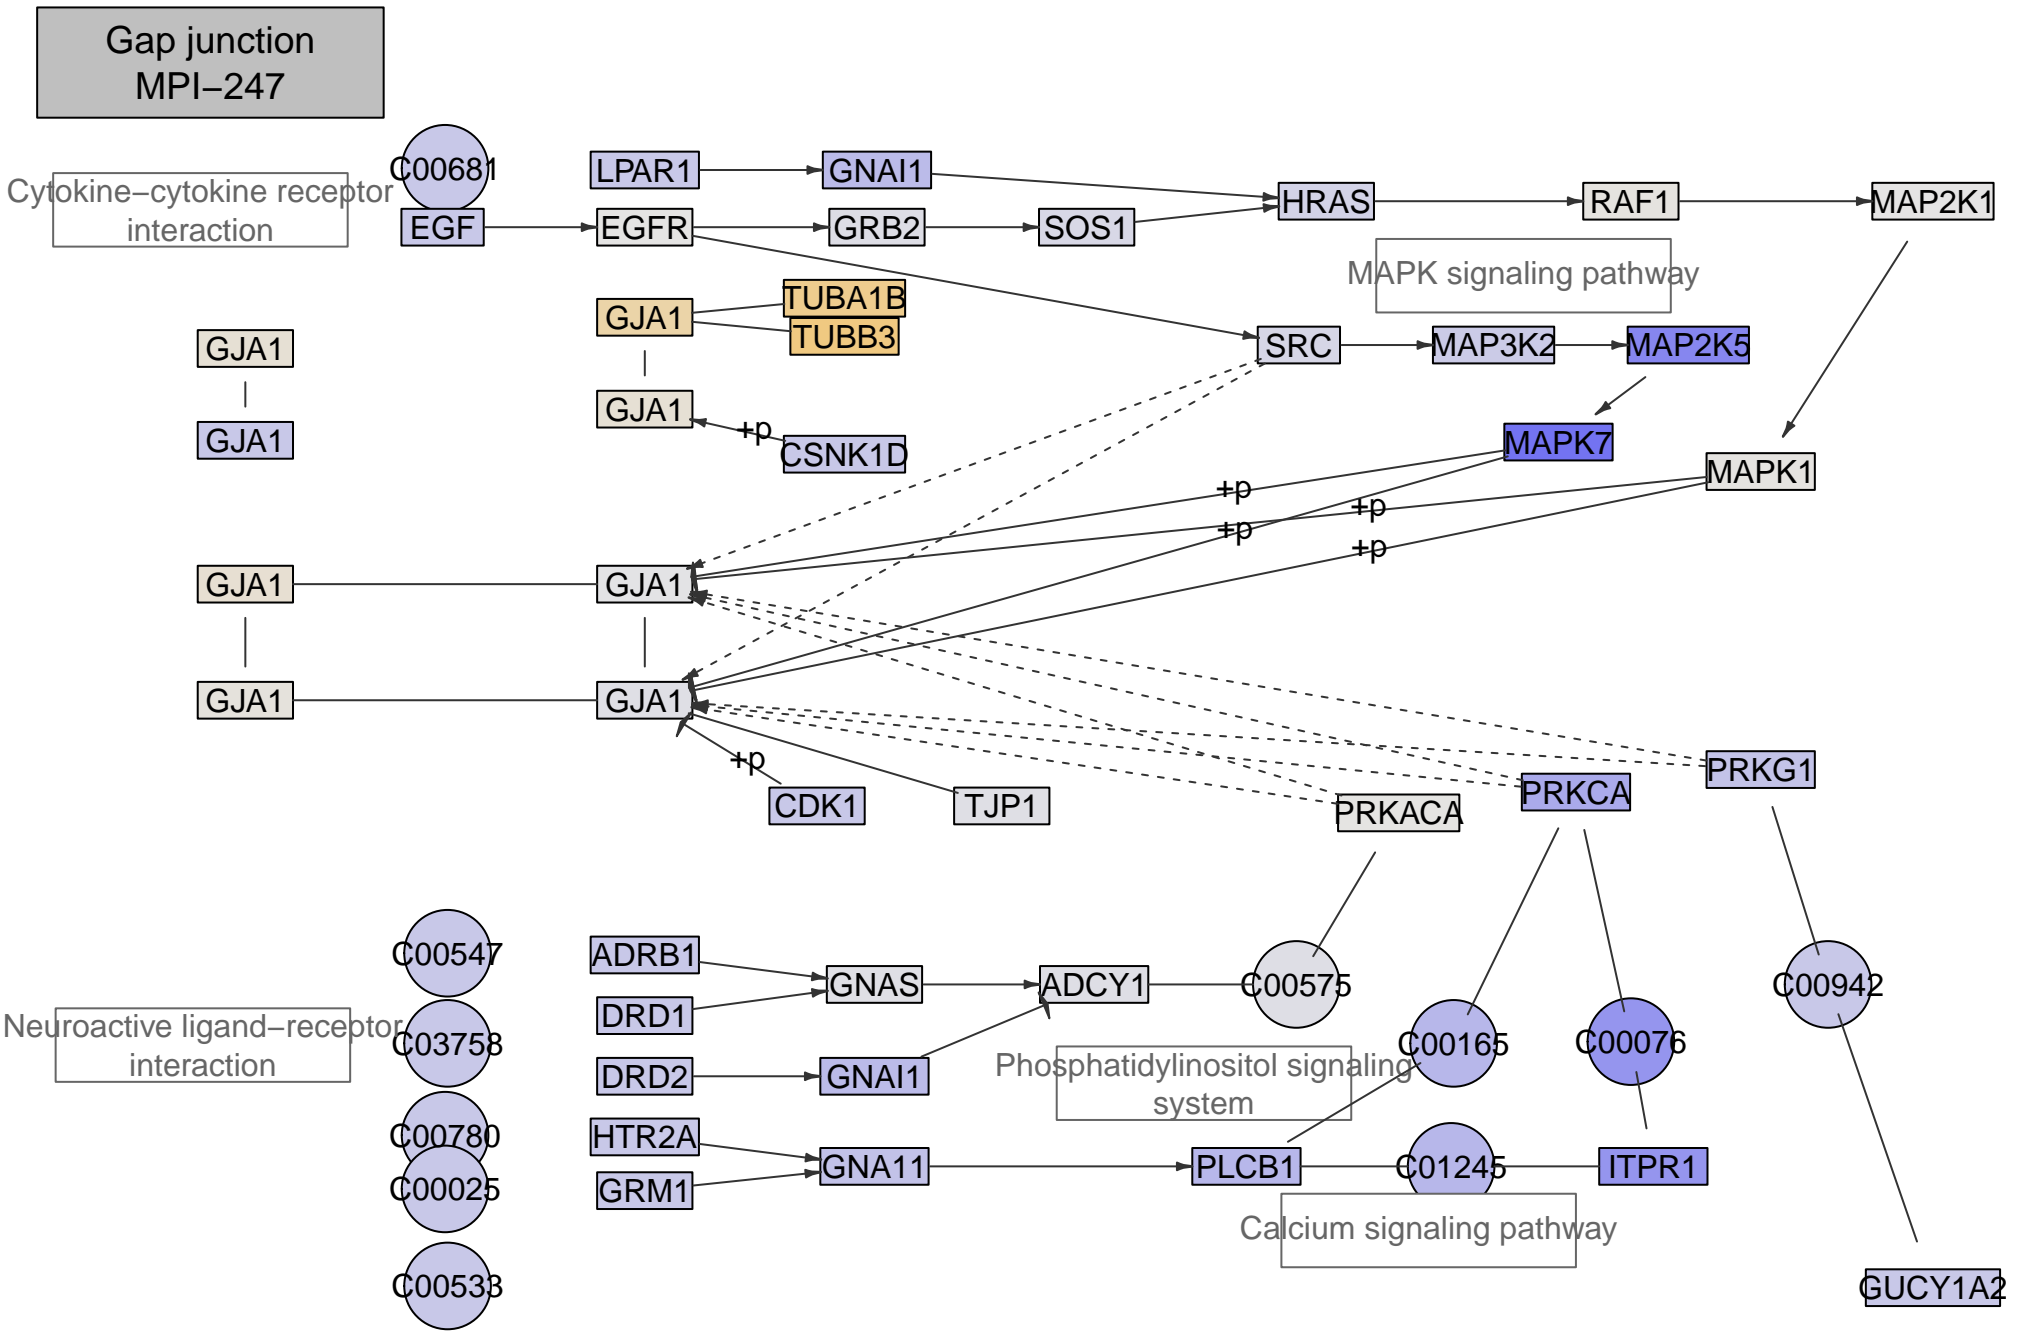 Gap junction
MPI−247
C00681
Cytokine−cytokine receptor
interaction
LPAR1
GNAI1
HRAS
RAF1
MAP2K1
EGF
EGFR
GRB2
SOS1
MAPK signaling pathway
TUBA1B
GJA1
TUBB3
GJA1
SRC
MAP3K2
MAP2K5
GJA1
+p
GJA1
CSNK1D
MAPK7
MAPK1
+p
+p
+p
+p
GJA1
GJA1
GJA1
GJA1
+p
CDK1
TJP1
PRKACA
PRKCA
PRKG1
C00547
ADRB1
GNAS
ADCY1
C00575
C00942
DRD1
Neuroactive ligand−receptor
interaction
C03758
C00165
C00076
DRD2
GNAI1
Phosphatidylinositol signaling
system
C00780
HTR2A
GNA11
PLCB1
C01245
ITPR1
C00025
GRM1
Calcium signaling pathway
C00533
GUCY1A2